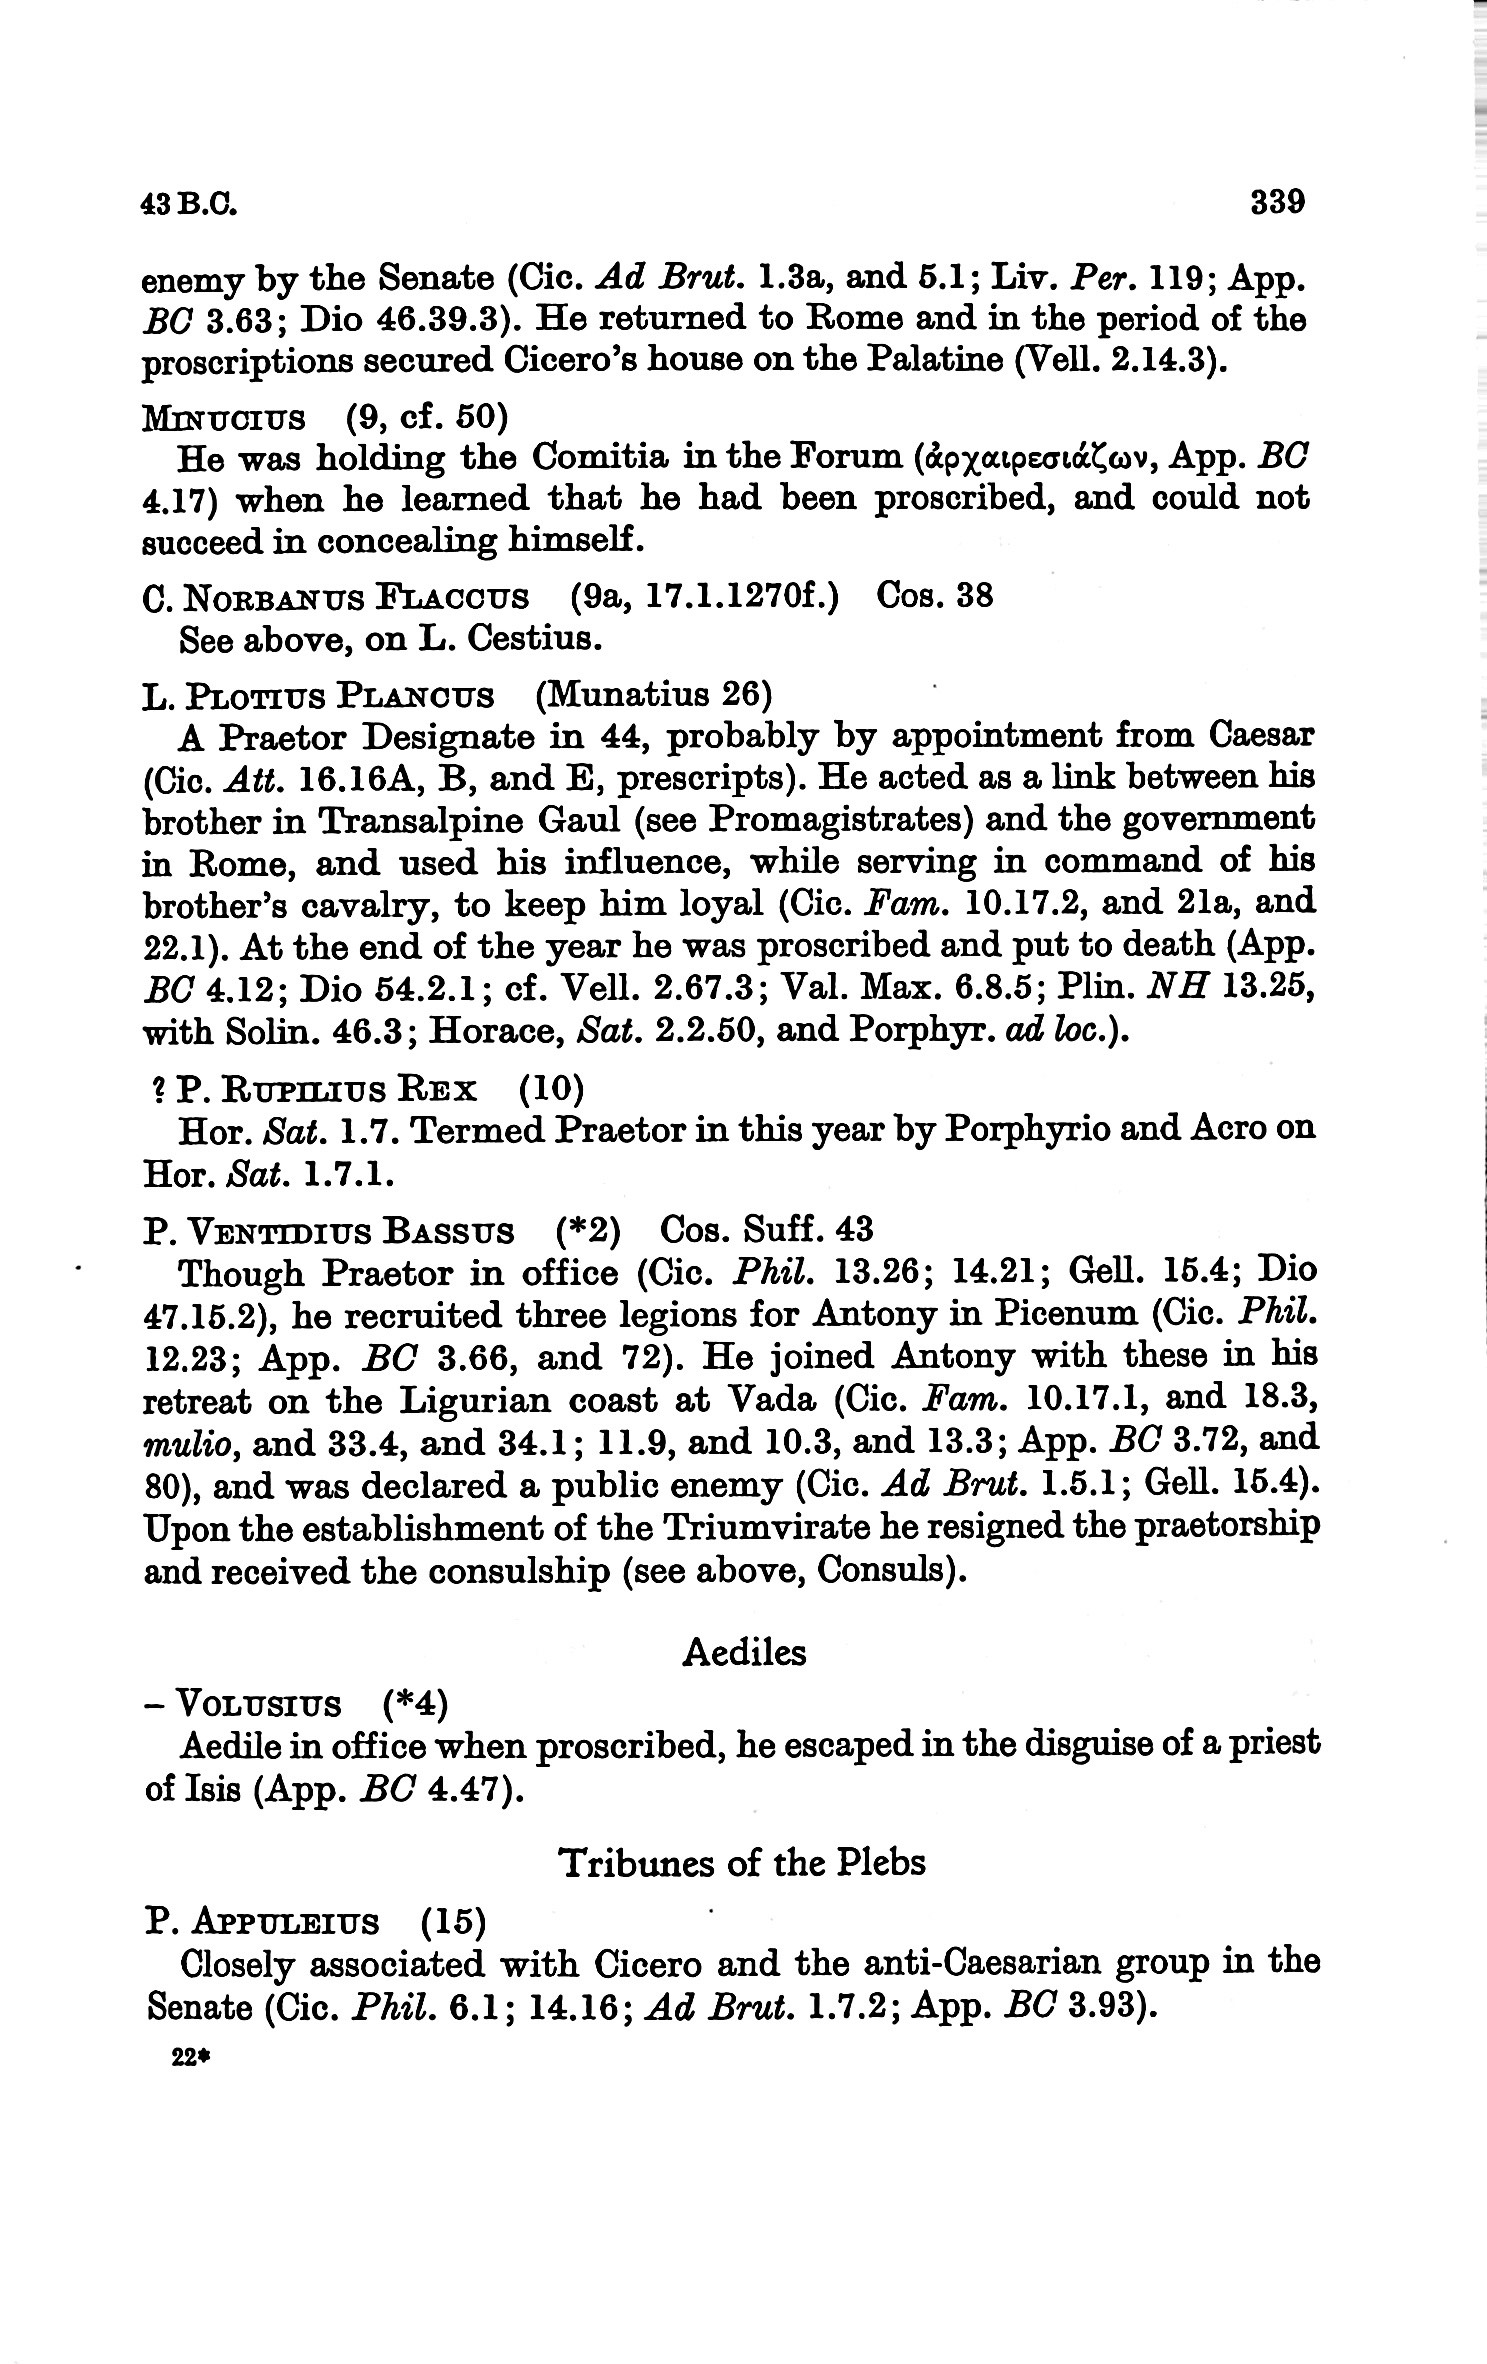 43 B.C. 339
enemy by the Senate (Cic. Ad Brut. 1.3a, and 5.1; Liv. Per. 119; App.
BC 3.63; Dio 46.39.3). He returned to Rome and in the period of the
proscriptions secured Cicero's house on the Palatine (Vell. 2.14.3).
MINUCIUS (9, cf. 50)
He was holding the Comitia in the Forum (ἀρχαιρεσιάζων, App. BC
4.17) when he learned that he had been proscribed, and could not
succeed in concealing himself.
C. NORBANUS FLACCUS (9a, 17.1.1270f.) Cos. 38
See above, on L. Cestius.
L. PLOTIUS PLANCUS (Munatius 26)
A Praetor Designate in 44, probably by appointment from Caesar
(Cic. Att. 16.16A, B, and E, prescripts). He acted as a link between his
brother in Transalpine Gaul (see Promagistrates) and the government
in Rome, and used his influence, while serving in command of his
brother's cavalry, to keep him loyal (Cic. Fam. 10.17.2, and 21a, and
22.1). At the end of the year he was proscribed and put to death (App.
BC 4.12; Dio 54.2.1; cf. Vell. 2.67.3; Val. Max. 6.8.5; Plin. NH 13.25,
with Solin. 46.3; Horace, Sat. 2.2.50, and Porphyr. ad loc.).
? P. RUPILIUS REX (10)
Hor. Sat. 1.7. Termed Praetor in this year by Porphyrio and Acro on
Hor. Sat. 1.7.1.
P. VENTIDIUS BASSUS (*2) Cos. Suff. 43
Though Praetor in office (Cic. Phil. 13.26; 14.21; Gell. 15.4; Dio
47.15.2), he recruited three legions for Antony in Picenum (Cic. Phil.
12.23; App. BC 3.66, and 72). He joined Antony with these in his
retreat on the Ligurian coast at Vada (Cic. Fam. 10.17.1, and 18.3,
mulio, and 33.4, and 34.1; 11.9, and 10.3, and 13.3; App. BC 3.72, and
80), and was declared a public enemy (Cic. Ad Brut. 1.5.1; Gell. 15.4).
Upon the establishment of the Triumvirate he resigned the praetorship
and received the consulship (see above, Consuls).
Aediles
– VOLUSIUS (*4)
Aedile in office when proscribed, he escaped in the disguise of a priest
of Isis (App. BC 4.47).
Tribunes of the Plebs
P. APPULEIUS (15)
Closely associated with Cicero and the anti-Caesarian group in the
Senate (Cic. Phil. 6.1; 14.16; Ad Brut. 1.7.2; App. BC 3.93).
22*